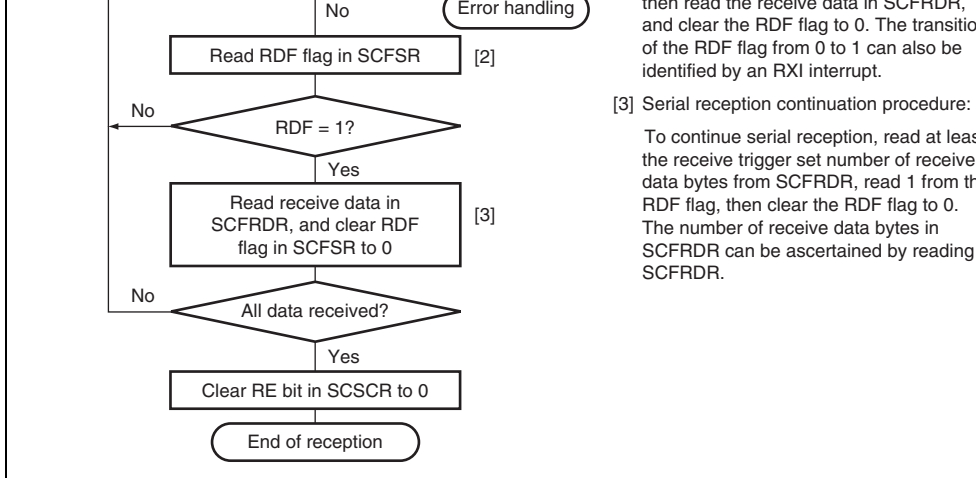 No
Error handling
Read RDF flag in SCFSR
[2]
No
RDF = 1?
Yes
Read receive data in
SCFRDR, and clear RDF
flag in SCFSR to 0
[3]
No
All data received?
Yes
Clear RE bit in SCSCR to 0
End of reception
then read the receive data in SCFRDR,
and clear the RDF flag to 0. The
of the RDF flag from 0 to 1 can also be
identified by an RXI interrupt.
[3] Serial reception continuation procedure:
To continue serial reception, read at
the receive trigger set number of receive
data bytes from SCFRDR, read 1 from
RDF flag, then clear the RDF flag to 0.
The number of receive data bytes in
SCFRDR can be ascertained by reading
SCFRDR.